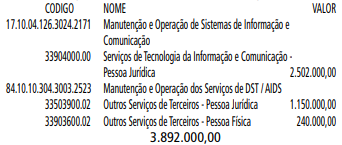 CODIGO NOME VALOR
17.10.04.126.3024.2171 Manutenção e Operação de Sistemas de Informação e
Comunicação
33904000.00 Serviços de Tecnologia da Informação e Comunicação -
Pessoa Jurídica 2.502.000,00
84.10.10.304.3003.2523 Manutenção e Operação dos Serviços de DST / AIDS
33503900.02 Outros Serviços de Terceiros - Pessoa Jurídica 1.150.000,00
33903600.02 Outros Serviços de Terceiros - Pessoa Física 240.000,00
3.892.000,00